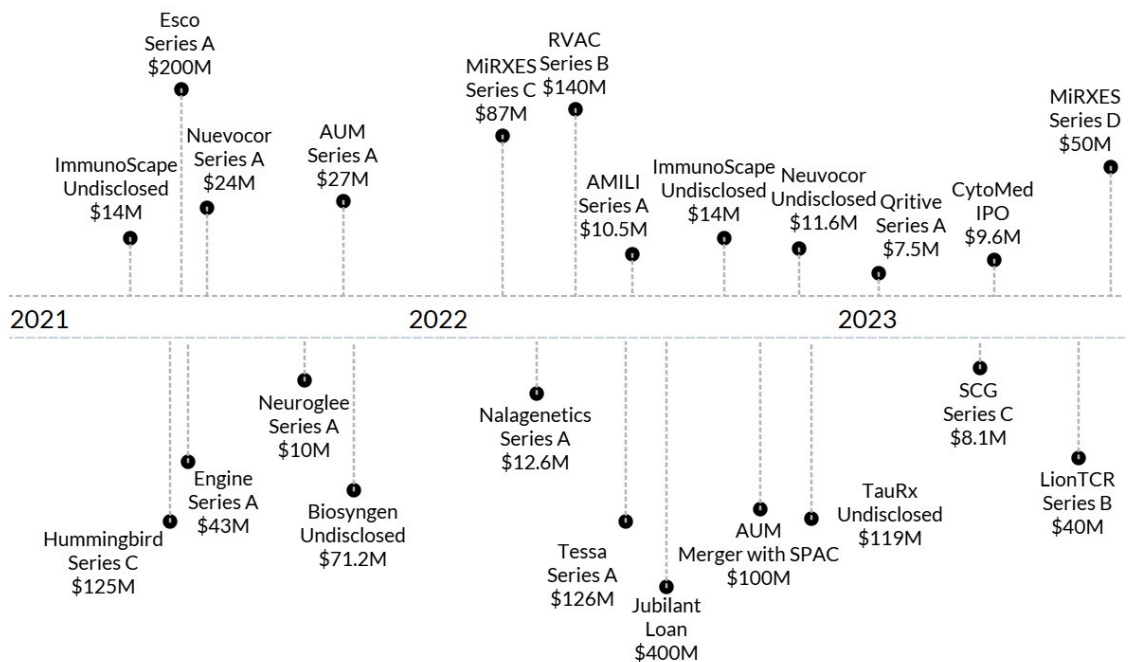 Esco
Series A
$200M
ImmunoScape
Undisclosed
$14M
Nuevocor
Series A
$24M
AUM
Series A
$27M
MiRXES
Series C
$87M
RVAC
Series B
$140M
AMILI
Series A
$10.5M
ImmunoScape
Undisclosed
$14M
Neuvocor
Undisclosed
$11.6M
Qritive
Series A
$7.5M
CytoMed
IPO
$9.6M
MiRXES
Series D
$50M
2021
2022
2023
Hummingbird
Series C
$125M
Engine
Series A
$43M
Neuroglee
Series A
$10M
Biosyngen
Undisclosed
$71.2M
Nalagenetics
Series A
$12.6M
Tessa
Series A
$126M
Jubilant
Loan
$400M
AUM
Merger with SPAC
$100M
TauRx
Undisclosed
$119M
SCG
Series C
$8.1M
LionTCR
Series B
$40M